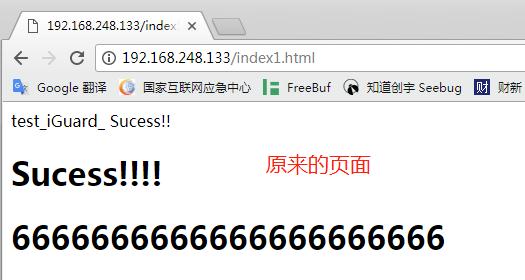 192.168.248.133/index
192.168.248.133/index1.html
Google 翻译 国家互联网应急中心 FreeBuf 知道创宇 Seebug 财 财新
test_iGuard_ Sucess!!
Sucess!!!!
原来的页面
6666666666666666666666